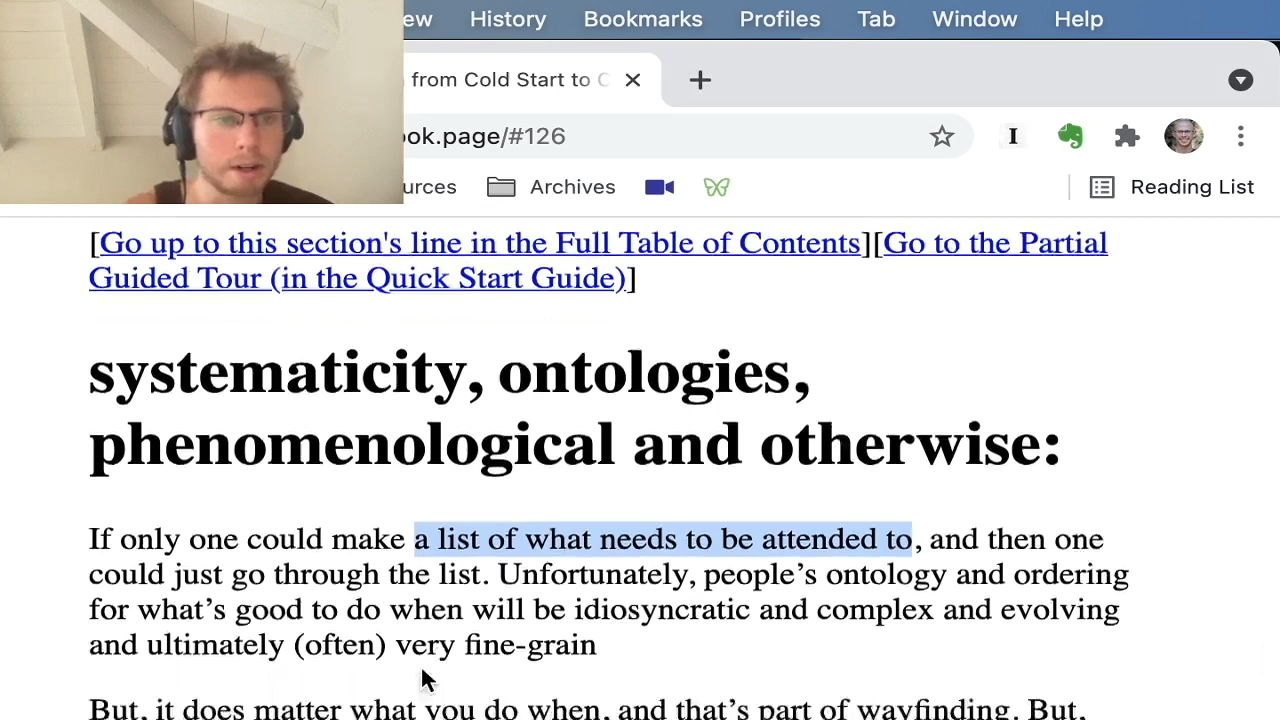 ew History Bookmarks Profiles Tab Window Help
from Cold Start to C
ok.page/#126
urces Archives Reading List
[Go up to this section's line in the Full Table of Contents][Go to the Partial
Guided Tour (in the Quick Start Guide)]
systematicity, ontologies,
phenomenological and otherwise:
If only one could make a list of what needs to be attended to, and then one
could just go through the list. Unfortunately, people’s ontology and ordering
for what’s good to do when will be idiosyncratic and complex and evolving
and ultimately (often) very fine-grain
But, it does matter what you do when, and that’s part of wayfinding. But,